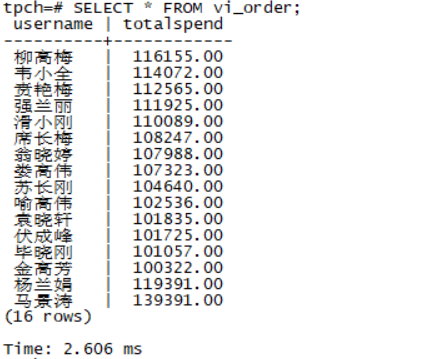 tpch=# SELECT * FROM vi_order;
 username | totalspend
----------+------------
 柳高梅 | 116155.00
 韦小全 | 114072.00
 贲艳梅 | 112565.00
 强兰丽 | 111925.00
 滑小刚 | 110089.00
 席长梅 | 108247.00
 翁晓婷 | 107988.00
 娄高伟 | 107323.00
 苏长刚 | 104640.00
 喻高伟 | 102536.00
 袁晓轩 | 101835.00
 伏成峰 | 101725.00
 毕晓刚 | 101057.00
 金高芳 | 100322.00
 杨兰娟 | 119391.00
 马景涛 | 139391.00
(16 rows)
Time: 2.606 ms